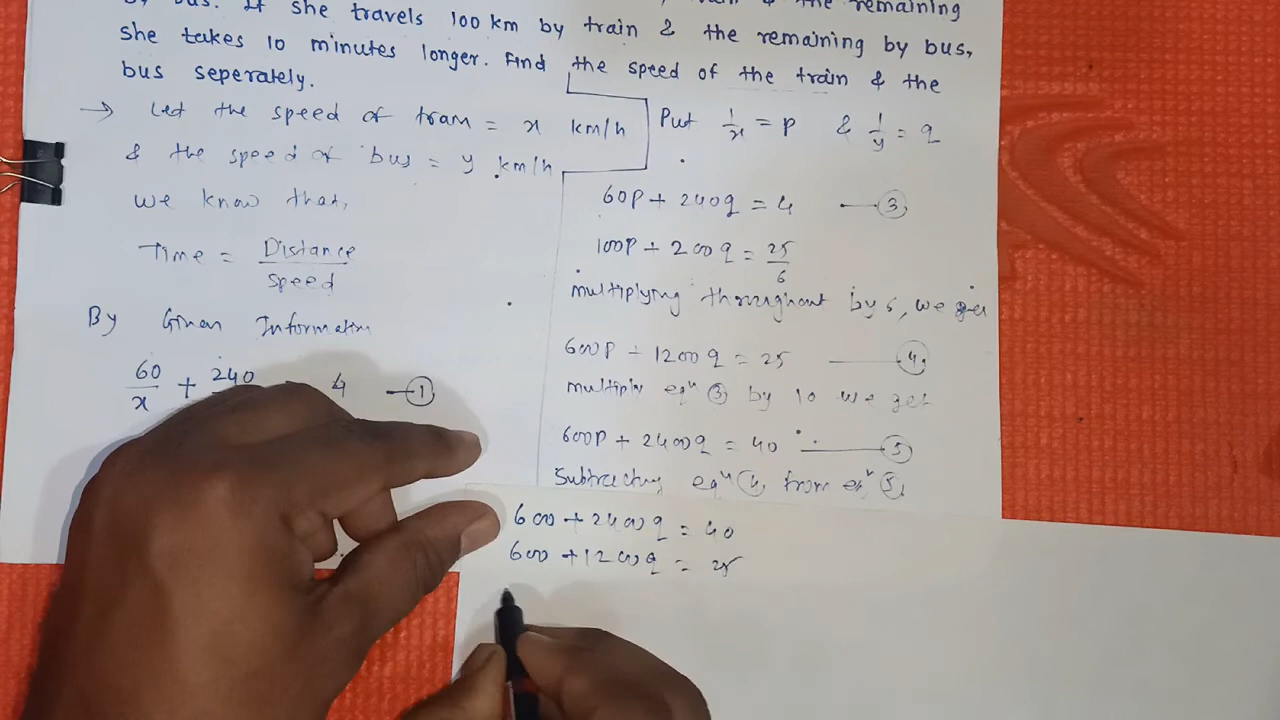 by bus. If she travels 100 km by train & the remaining by bus,
she takes 10 minutes longer. Find the speed of the train & the
bus seperately.
→ Let the speed of train = x km/h
& the speed of bus = y km/h
we know that,
Time = Distance / speed
By Given Information
60/x + 240 4 —①
Put 1/x = p & 1/y = q
60p + 240q = 4 —③
100p + 200q = 25/6
multiplying throughout by 6, we get
600p + 1200q = 25 —④
multiply eqⁿ ③ by 10 we get
600p + 2400q = 40 —⑤
Subtracting eqⁿ ④ from eqⁿ ⑤,
600 + 2400q = 40
600 + 1200q = 25